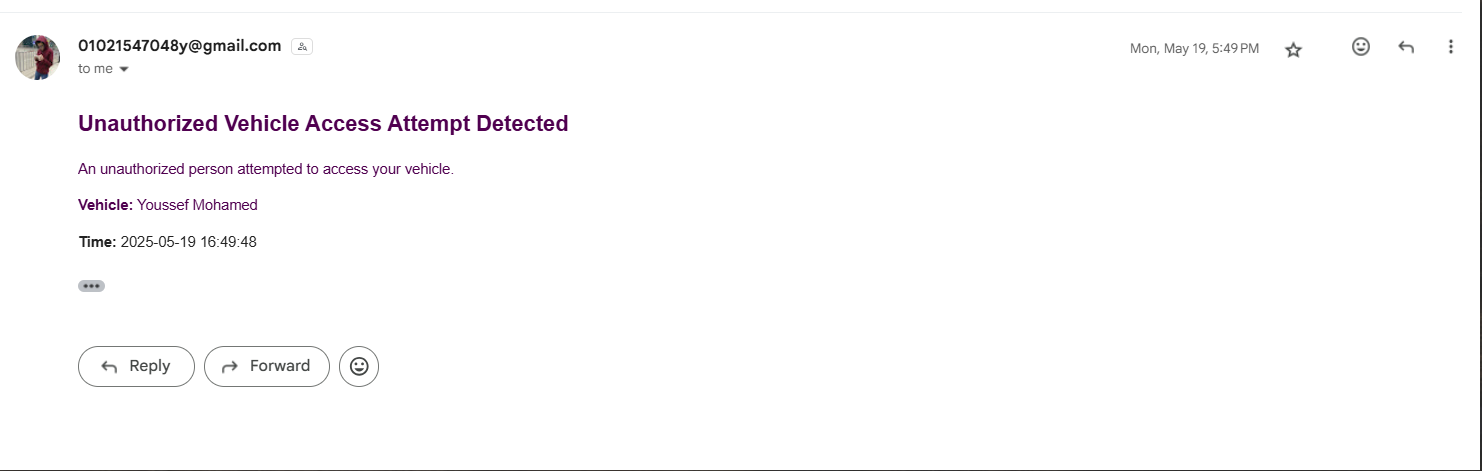 01021547048y@gmail.com
Mon, May 19, 5:49 PM
to me
Unauthorized Vehicle Access Attempt Detected
An unauthorized person attempted to access your vehicle.
Vehicle: Youssef Mohamed
Time: 2025-05-19 16:49:48
Reply
Forward